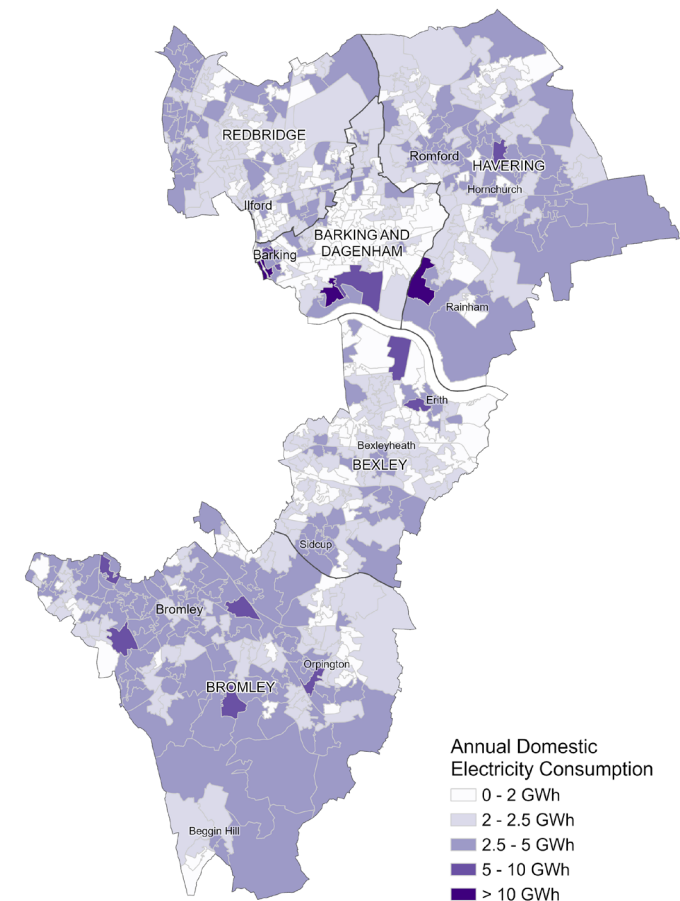 REDBRIDGE
Romford
HAVERING
Hornchurch
Ilford
BARKING AND
DAGENHAM
Barking
Rainham
Erith
Bexleyheath
BEXLEY
Sidcup
Bromley
Orpington
BROMLEY
Beggin Hill
Annual Domestic
Electricity Consumption
0 - 2 GWh
2 - 2.5 GWh
2.5 - 5 GWh
5 - 10 GWh
> 10 GWh